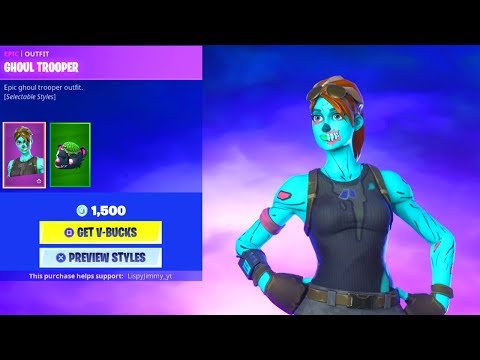 EPIC | OUTFIT
GHOUL TROOPER
Epic ghoul trooper outfit.
[Selectable Styles]
1,500
GET V-BUCKS
PREVIEW STYLES
This purchase helps support: LispyJimmy_yt